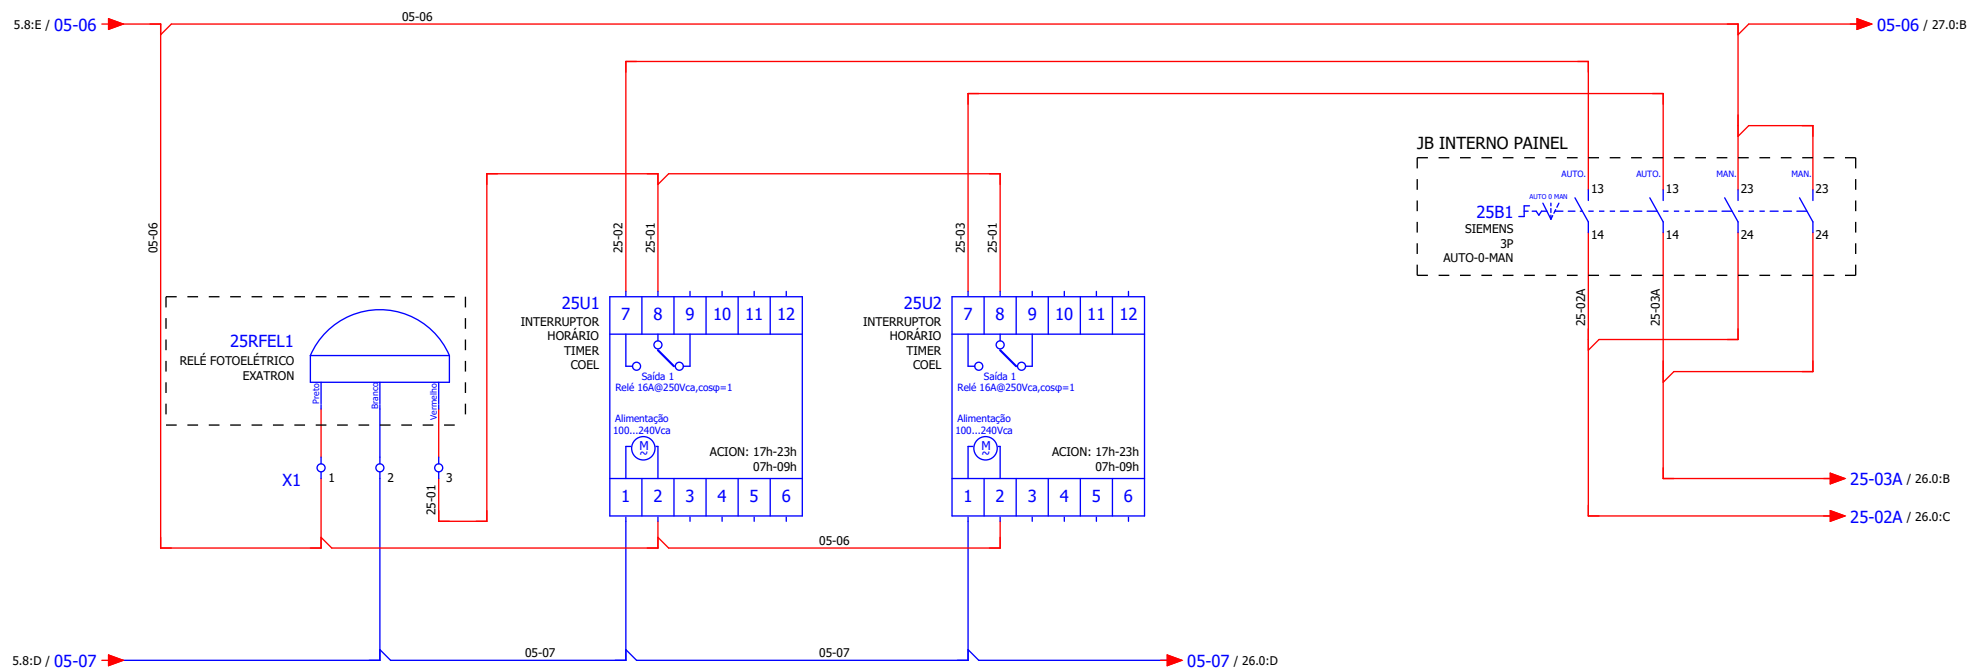 5.8:E / 05-06
05-06
05-06 / 27.0:B
05-06
25-02
25-01
25-03
25-01
JB INTERNO PAINEL
AUTO.
AUTO.
MAN.
MAN.
13
13
23
23
AUTO 0 MAN
25B1
SIEMENS
3P
AUTO-0-MAN
14
14
24
24
25-02A
25-03A
25RFEL1
RELÉ FOTOELÉTRICO
EXATRON
Preto
Branco
Vermelho
X1
1
2
3
25-01
25U1
INTERRUPTOR
HORÁRIO
TIMER
COEL
7 8 9 10 11 12
Saída 1
Relé 16A@250Vca,cosφ=1
Alimentação
100...240Vca
M
ACION: 17h-23h
07h-09h
1 2 3 4 5 6
25U2
INTERRUPTOR
HORÁRIO
TIMER
COEL
7 8 9 10 11 12
Saída 1
Relé 16A@250Vca,cosφ=1
Alimentação
100...240Vca
M
ACION: 17h-23h
07h-09h
1 2 3 4 5 6
25-03A / 26.0:B
25-02A / 26.0:C
05-06
5.8:D / 05-07
05-07
05-07
05-07 / 26.0:D